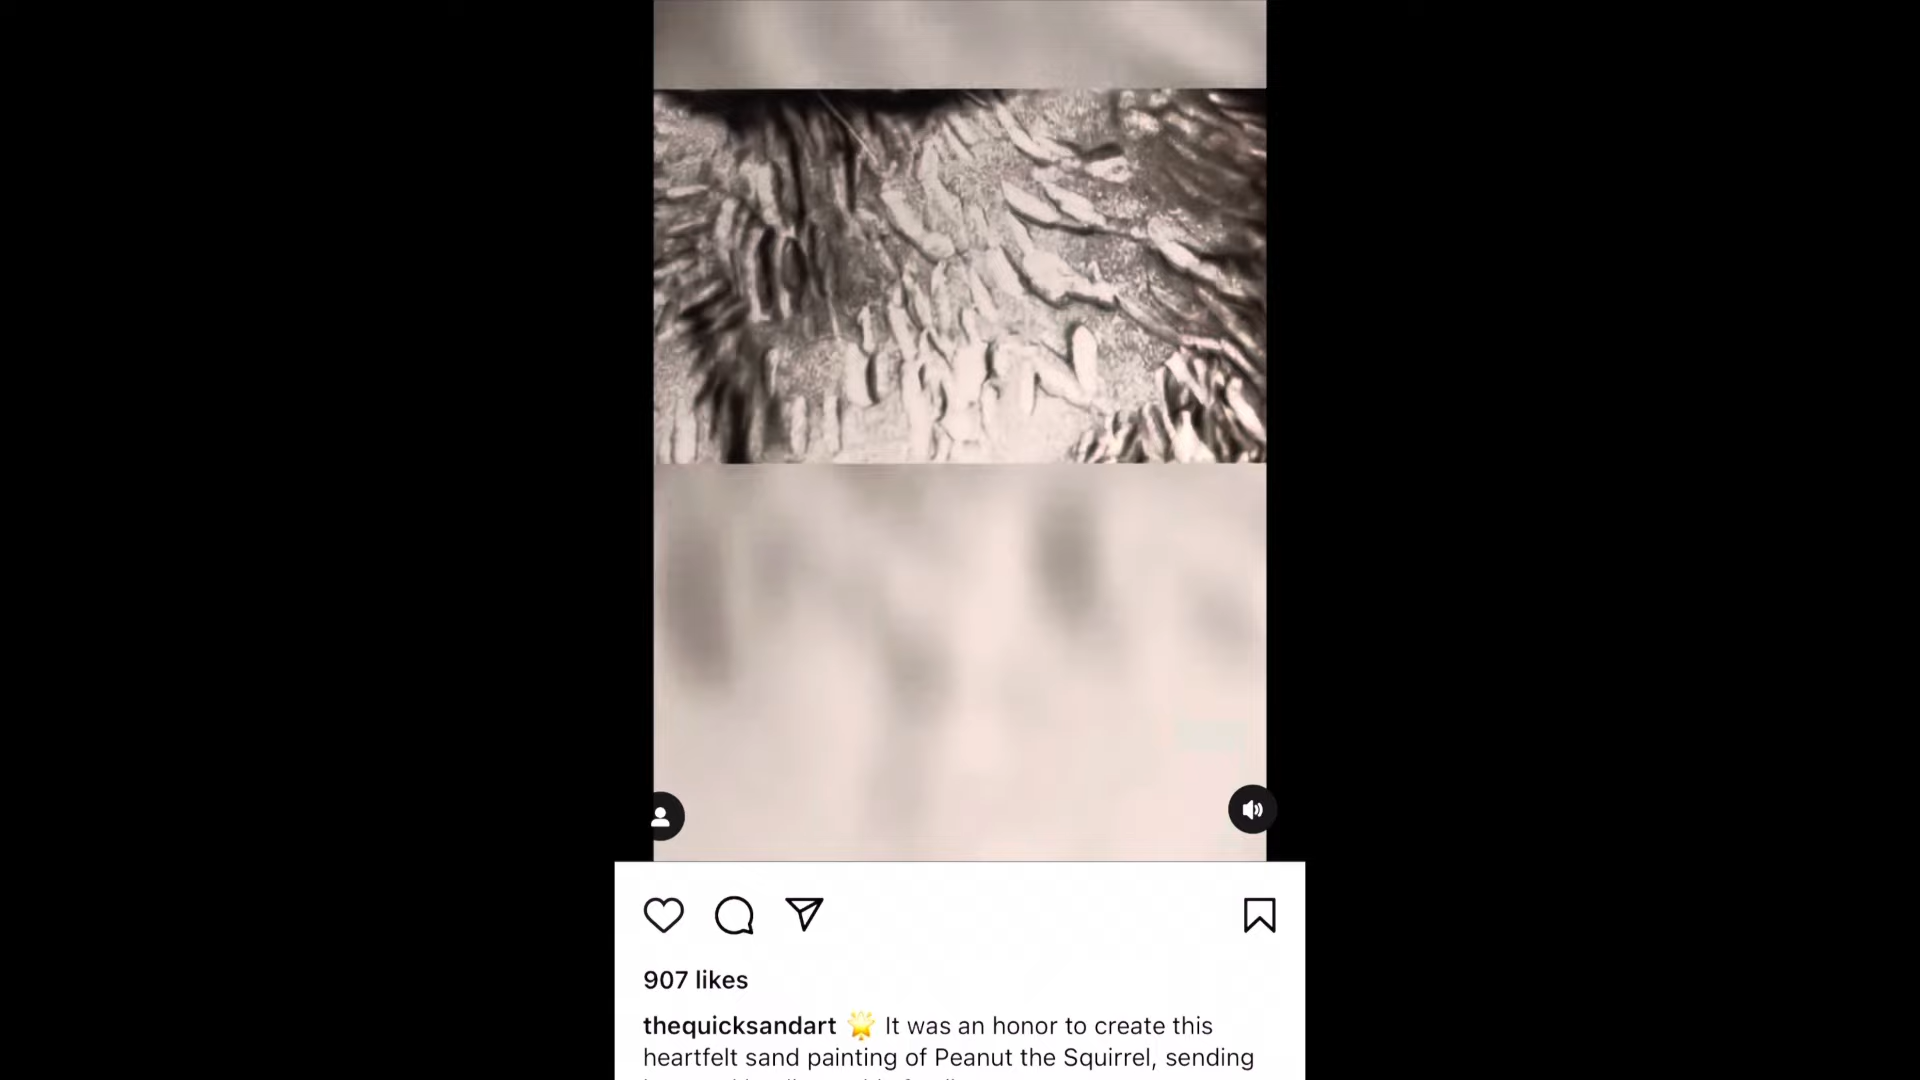 907 likes
thequicksandart 🌟 It was an honor to create this
heartfelt sand painting of Peanut the Squirrel, sending